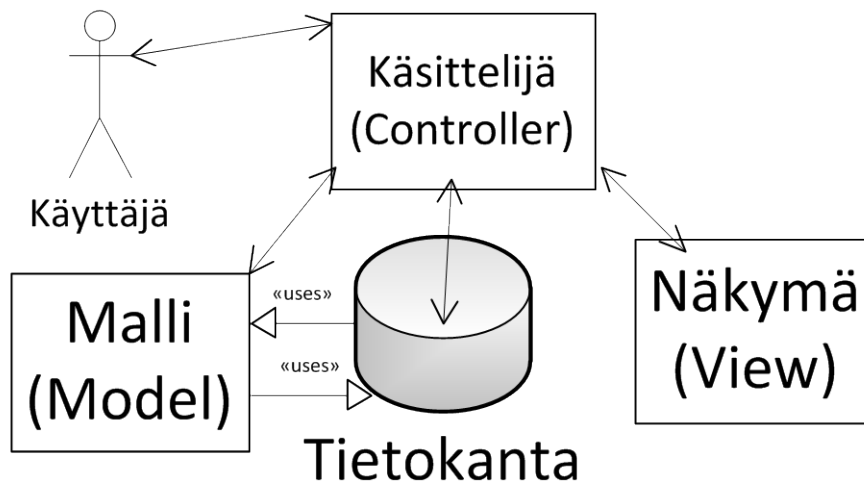 Käsittelijä
(Controller)
Käyttäjä
«uses»
Malli
(Model)
«uses»
Näkymä
(View)
Tietokanta